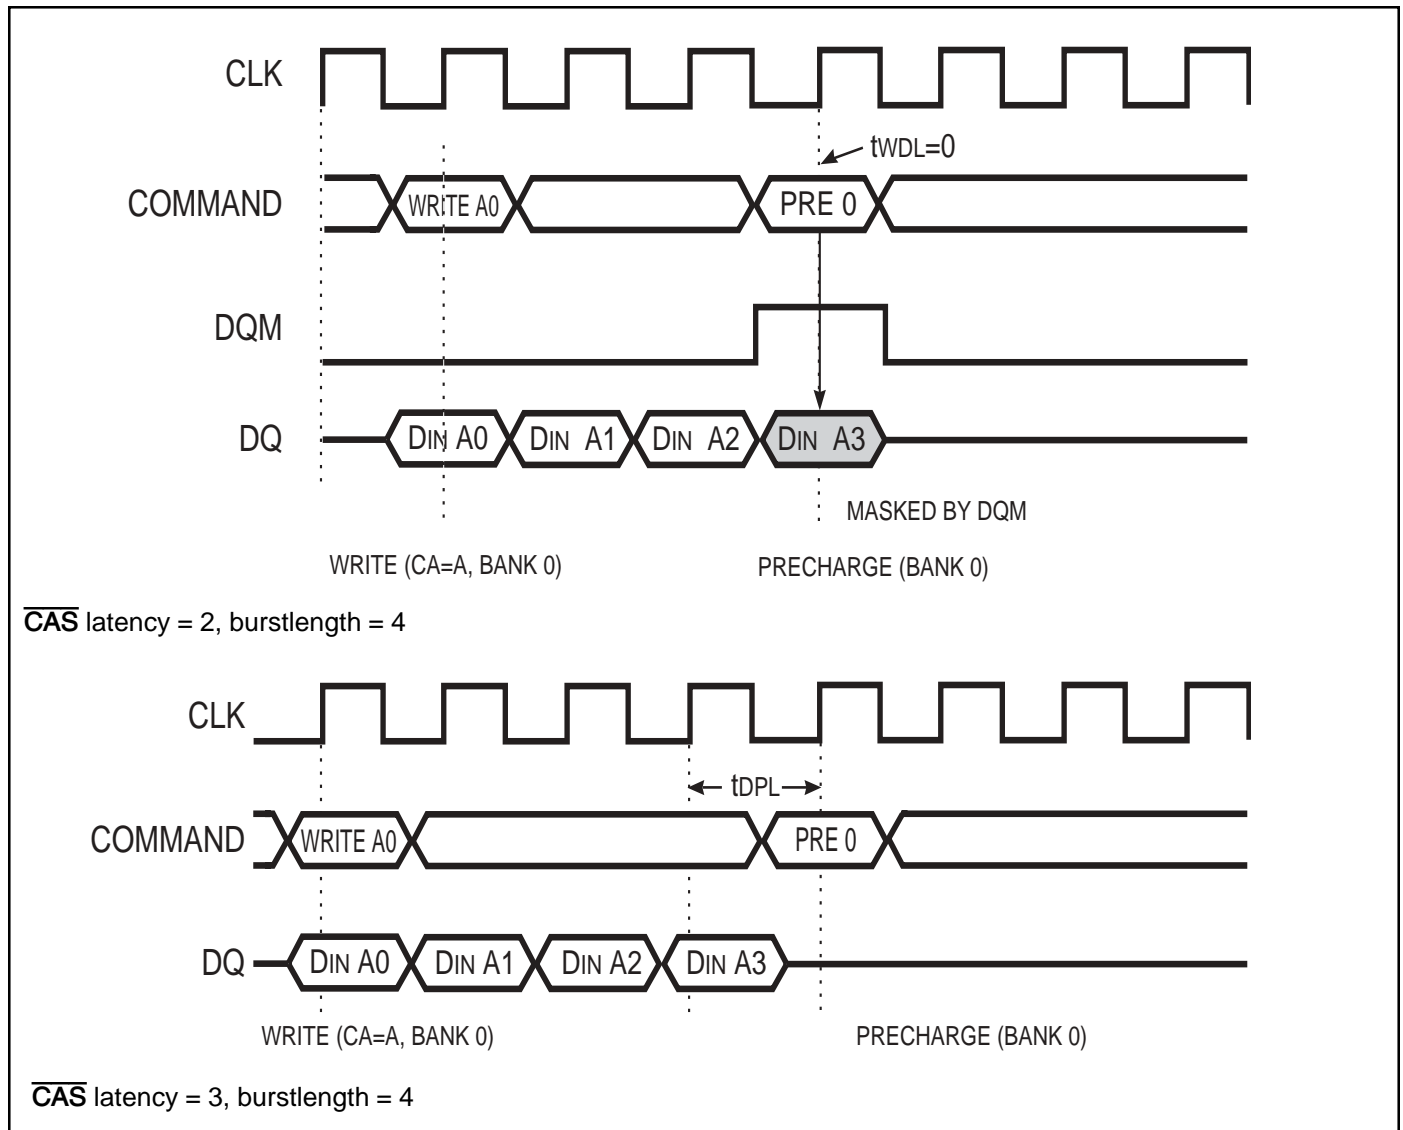 CLK
tWDL=0
COMMAND WRITE A0 PRE 0
DQM
DQ DIN A0 DIN A1 DIN A2 DIN A3
MASKED BY DQM
WRITE (CA=A, BANK 0) PRECHARGE (BANK 0)
CAS latency = 2, burstlength = 4
CLK
tDPL
COMMAND WRITE A0 PRE 0
DQ DIN A0 DIN A1 DIN A2 DIN A3
WRITE (CA=A, BANK 0) PRECHARGE (BANK 0)
CAS latency = 3, burstlength = 4